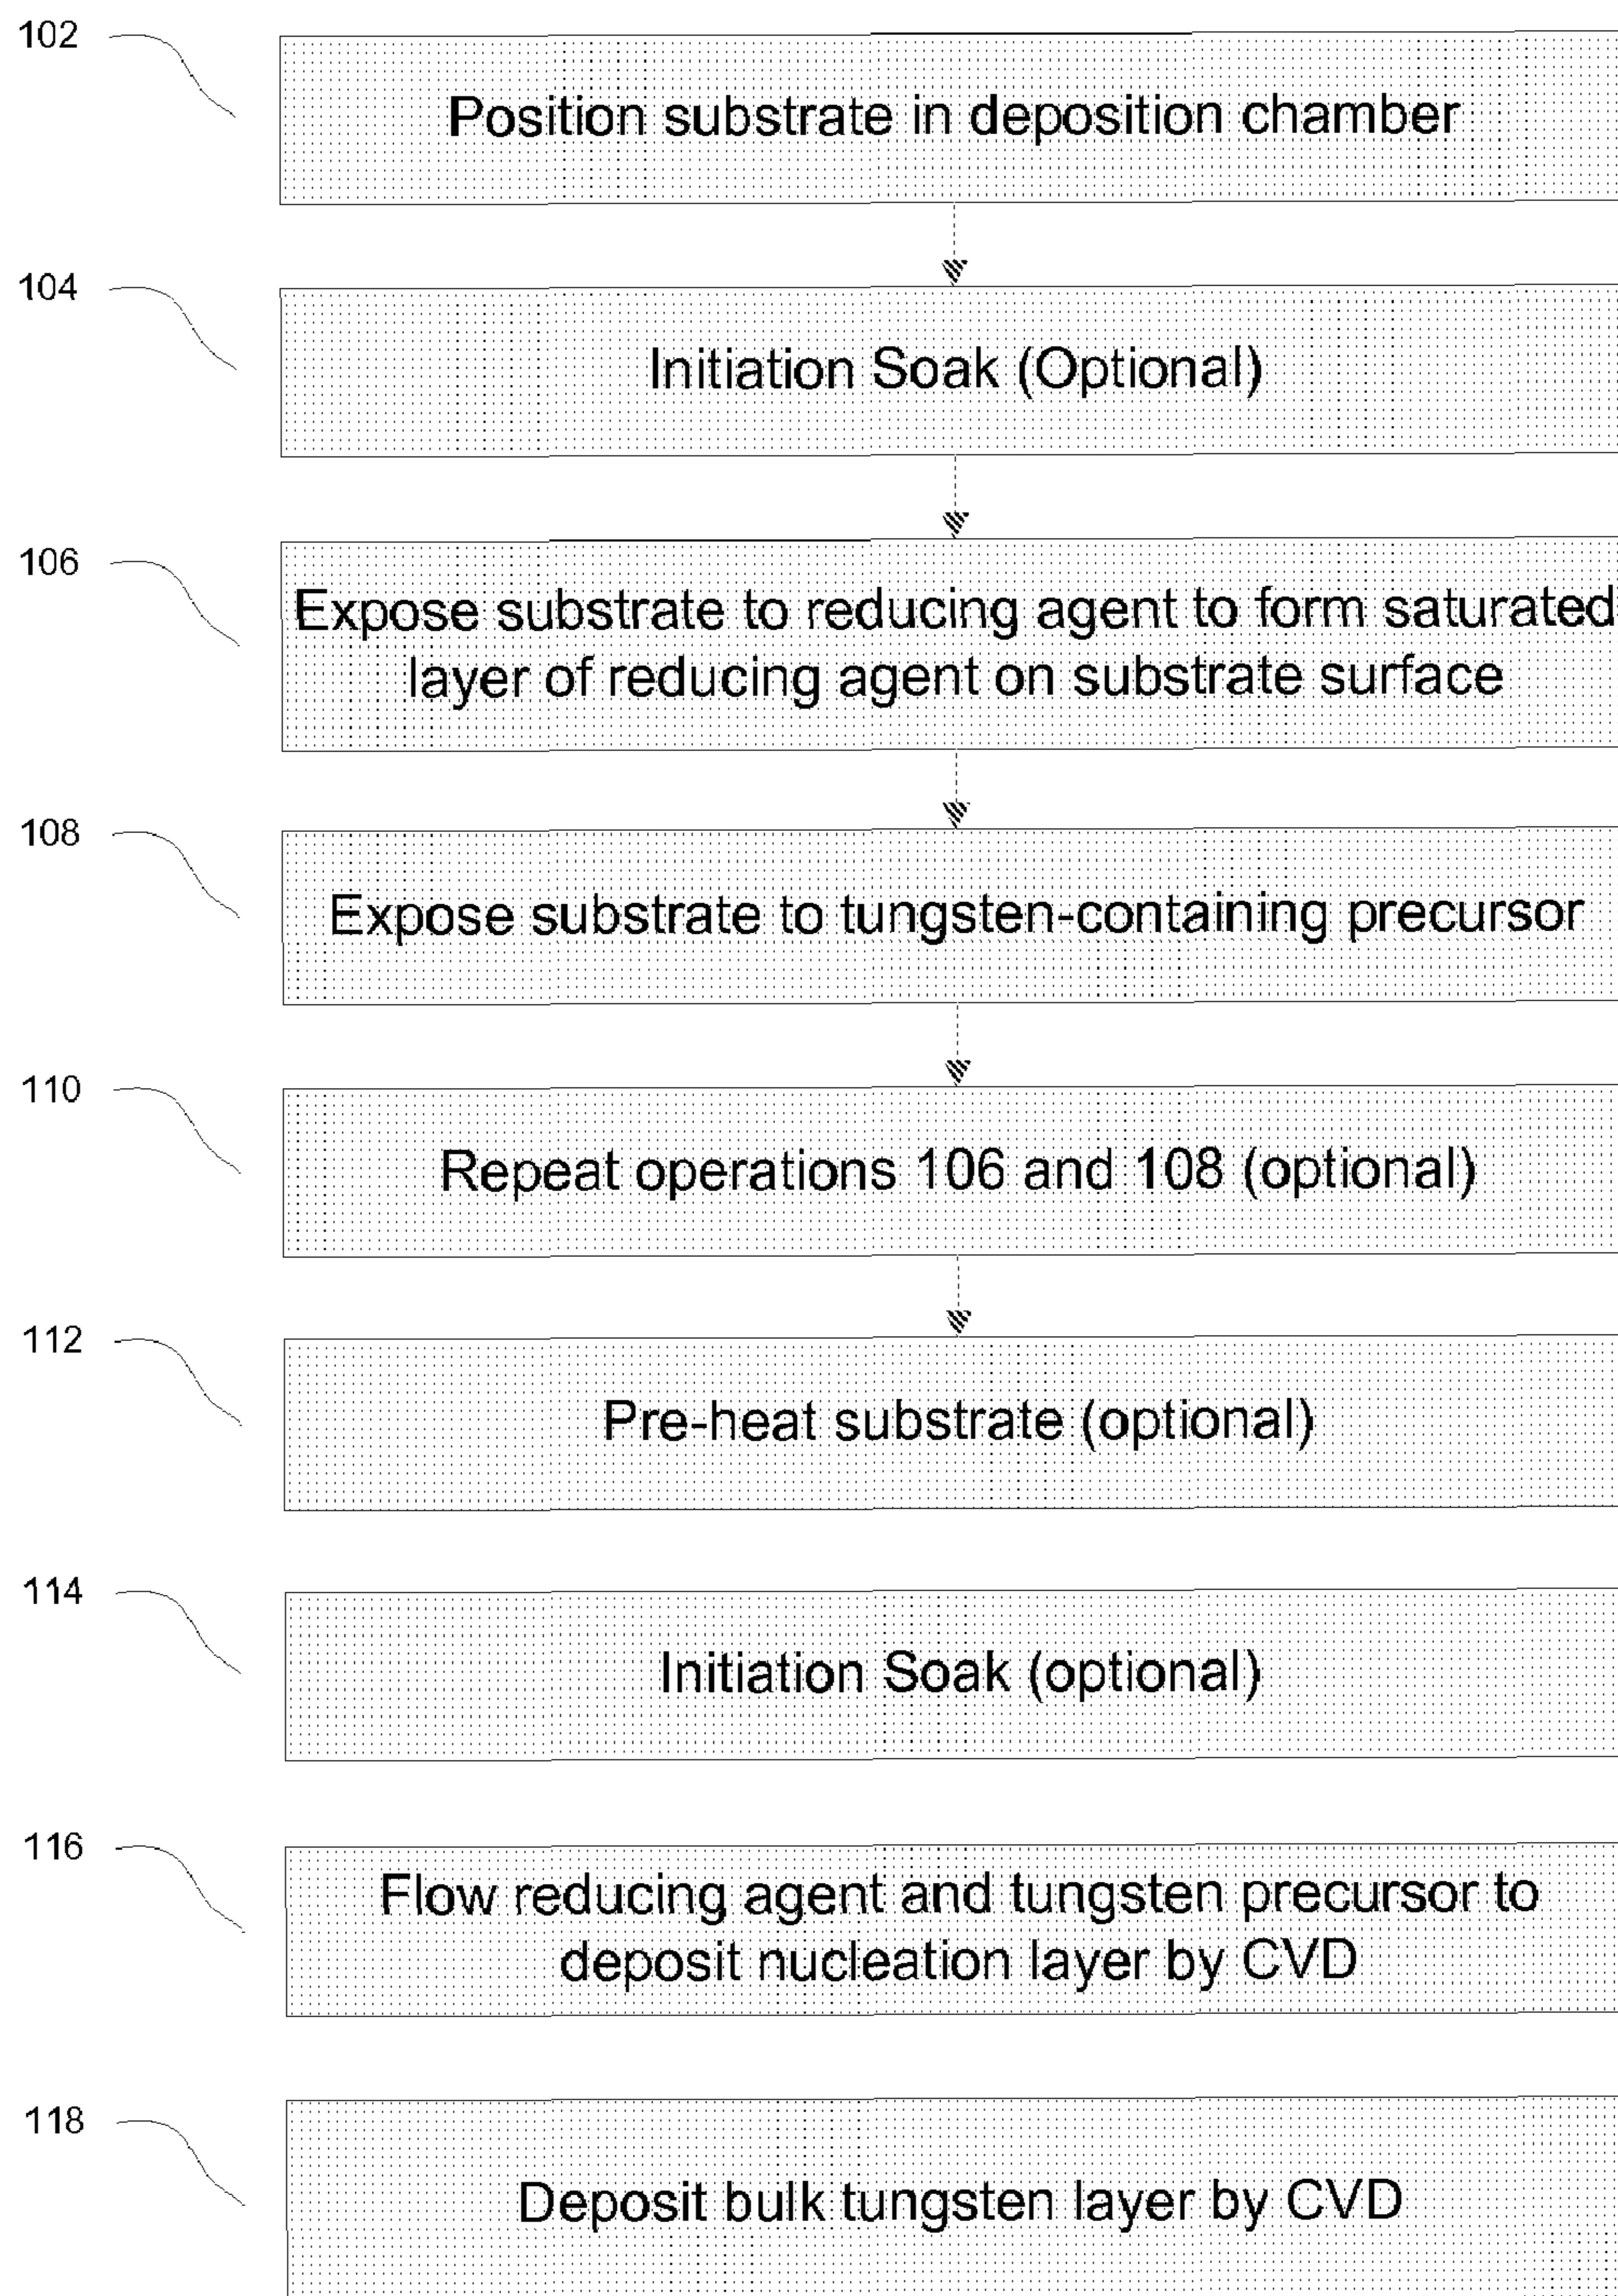 102
Position substrate in deposition chamber
104
Initiation Soak (Optional)
106
Expose substrate to reducing agent to form saturated
layer of reducing agent on substrate surface
108
Expose substrate to tungsten-containing precursor
110
Repeat operations 106 and 108 (optional)
112
Pre-heat substrate (optional)
114
Initiation Soak (optional)
116
Flow reducing agent and tungsten precursor to
deposit nucleation layer by CVD
118
Deposit bulk tungsten layer by CVD